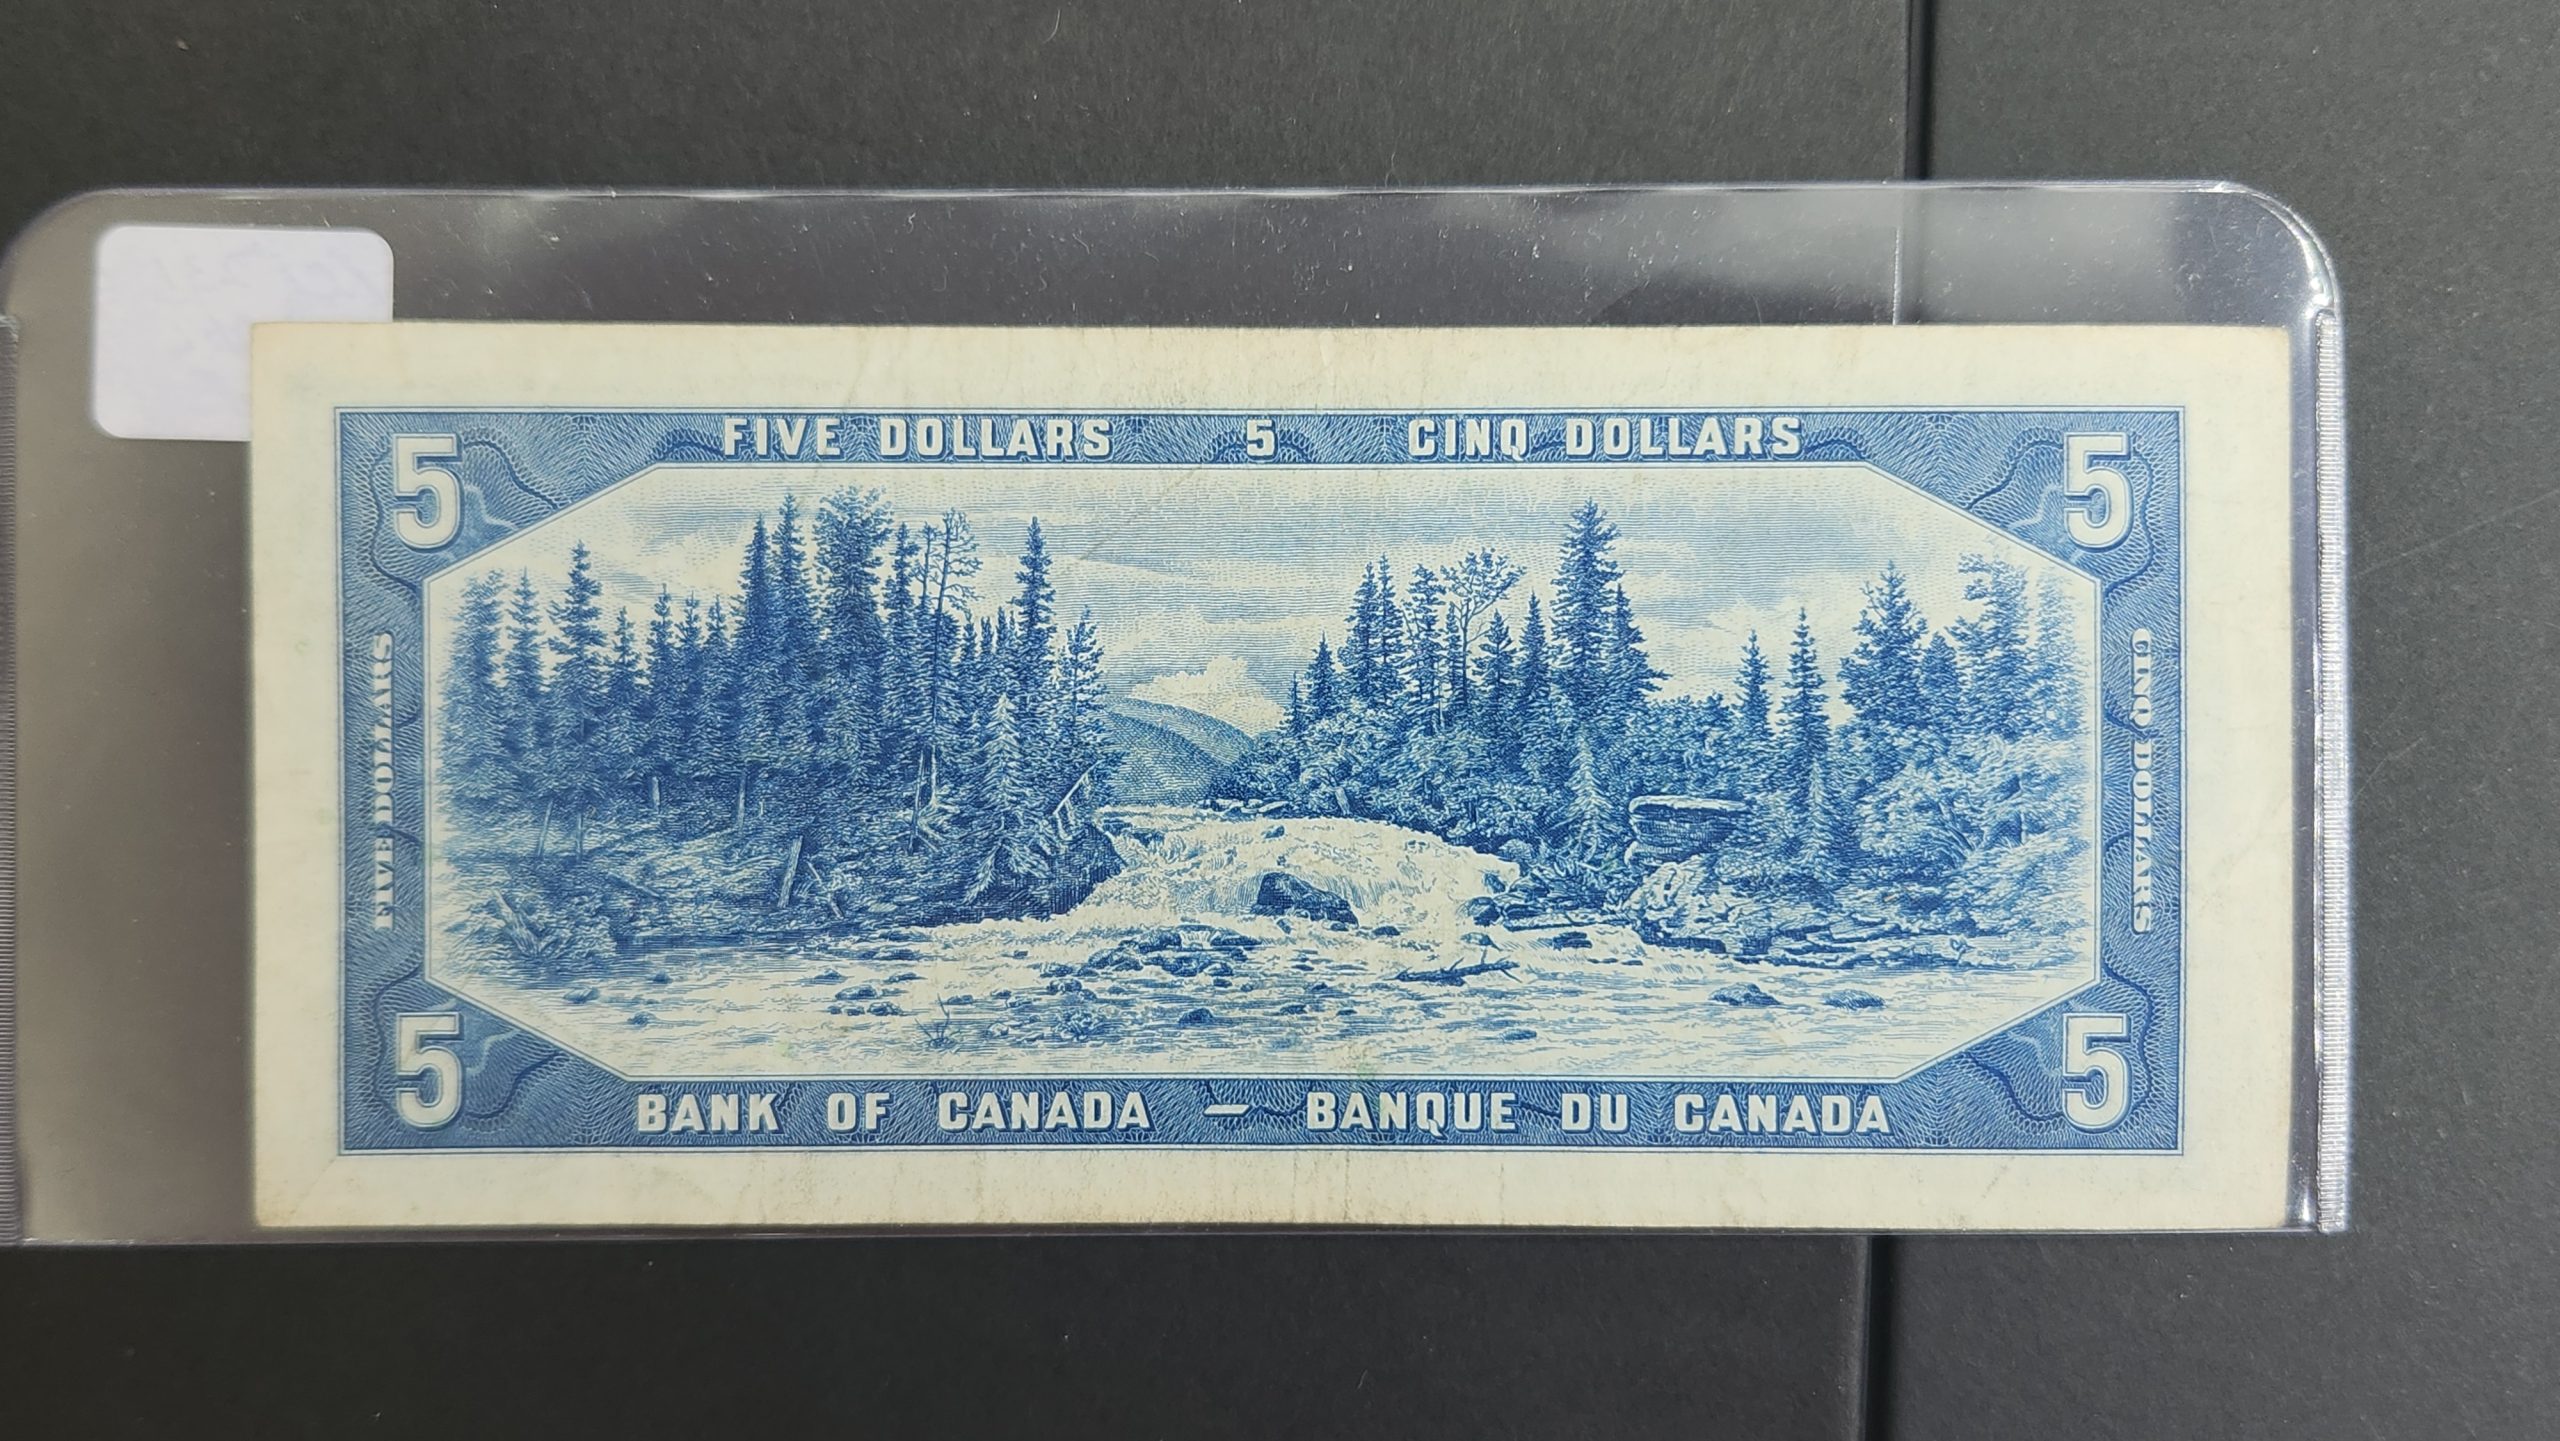 FIVE DOLLARS 5 CINQ DOLLARS
5 5
FIVE DOLLARS
CINQ DOLLARS
5 5
BANK OF CANADA – BANQUE DU CANADA